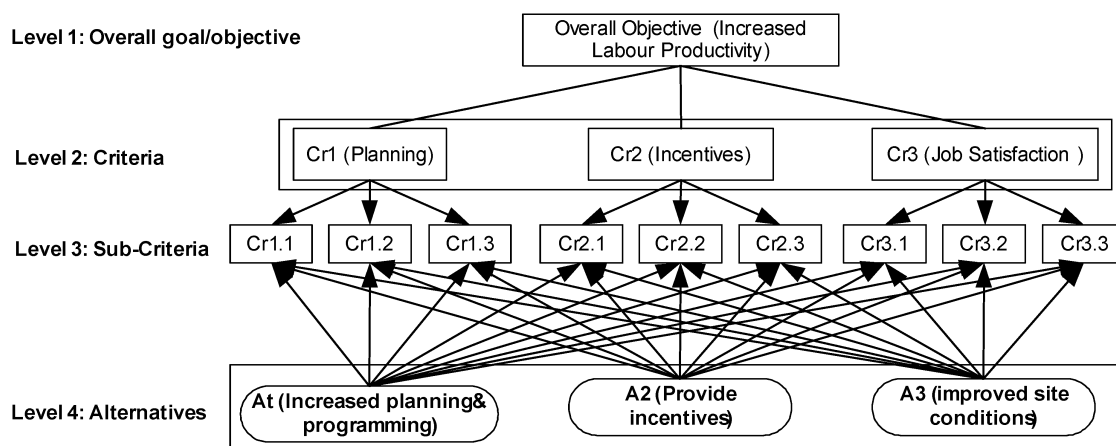 Level 1: Overall goal/objective
Overall Objective (Increased
Labour Productivity)
Level 2: Criteria
Cr1 (Planning)
Cr2 (Incentives)
Cr3 (Job Satisfaction )
Level 3: Sub-Criteria
Cr1.1
Cr1.2
Cr1.3
Cr2.1
Cr2.2
Cr2.3
Cr3.1
Cr3.2
Cr3.3
Level 4: Alternatives
At (Increased planning&
programming)
A2 (Provide
incentives)
A3 (improved site
conditions)